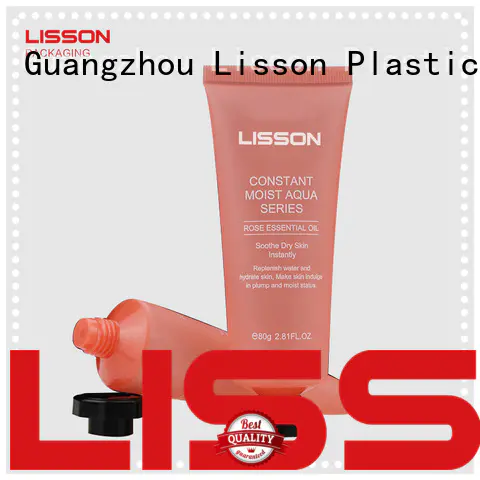 LISSON
PACKAGING
Guangzhou Lisson Plastic
LISSON
CONSTANT
MOIST AQUA
SERIES
ROSE ESSENTIAL OIL
Soothe Dry Skin
Instantly
Replenish water and
hydrate skin, Make skin indulge
in plump and moist status.
℮80g 2.81FL.OZ.
LISS
Best
QUALITY
guaranteed